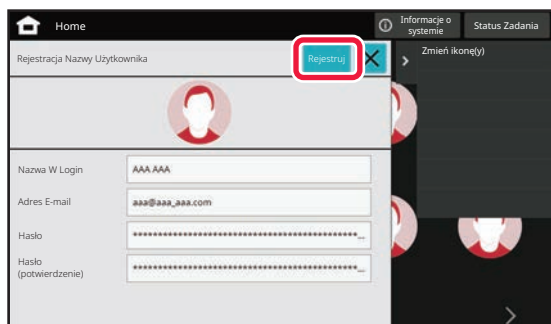 Home
Informacje o
systemie
Status Zadania
Rejestracja Nazwy Użytkownika
Rejestruj
Zmień ikonę(y)
Nazwa W Login
AAA AAA
Adres E-mail
aaa@aaa_aaa.com
Hasło
************************************************...
Hasło
(potwierdzenie)
************************************************...